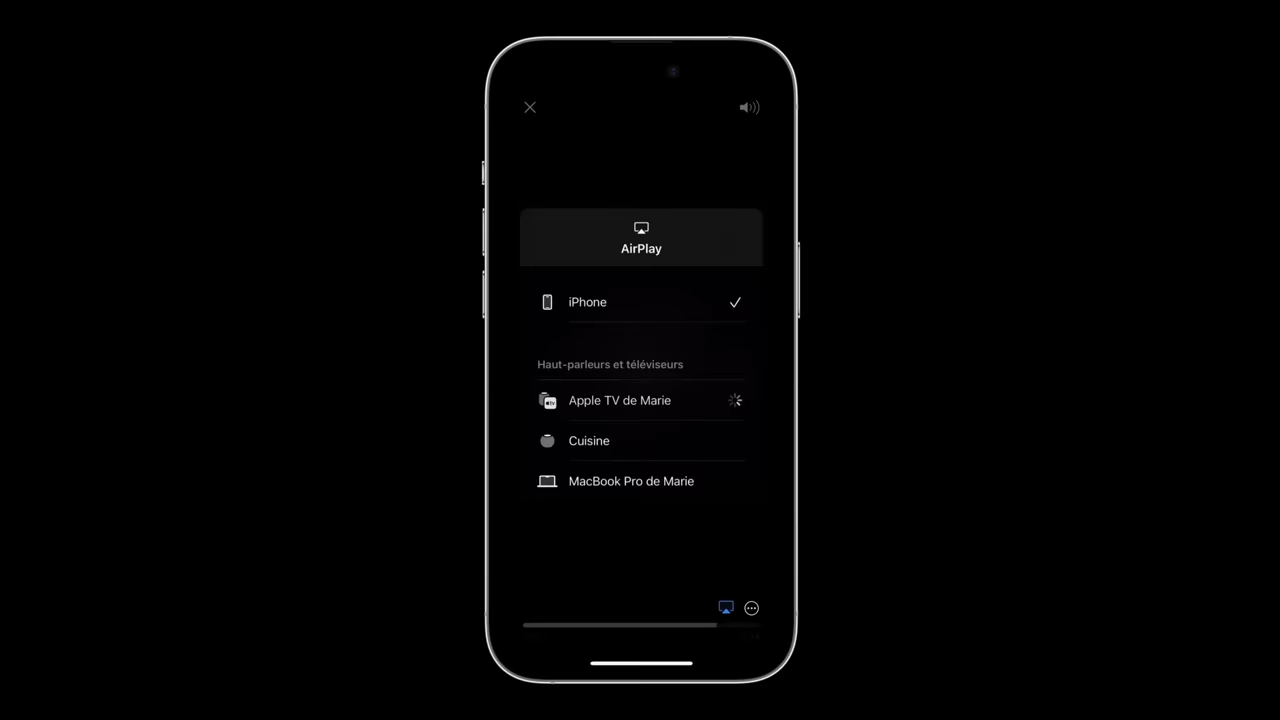 AirPlay
iPhone
Haut-parleurs et téléviseurs
Apple TV de Marie
Cuisine
MacBook Pro de Marie